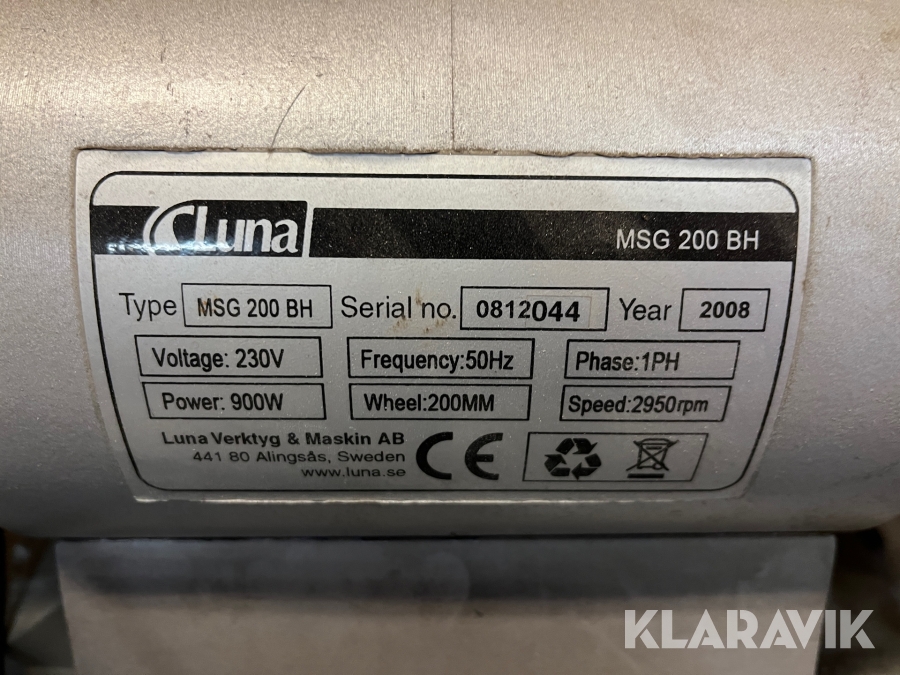 Luna
MSG 200 BH
Type MSG 200 BH Serial no. 0812044 Year 2008
Voltage: 230V Frequency:50Hz Phase:1PH
Power: 900W Wheel:200MM Speed:2950rpm
Luna Verktyg & Maskin AB
441 80 Alingsås, Sweden
www.luna.se
CE
KLARAVIK